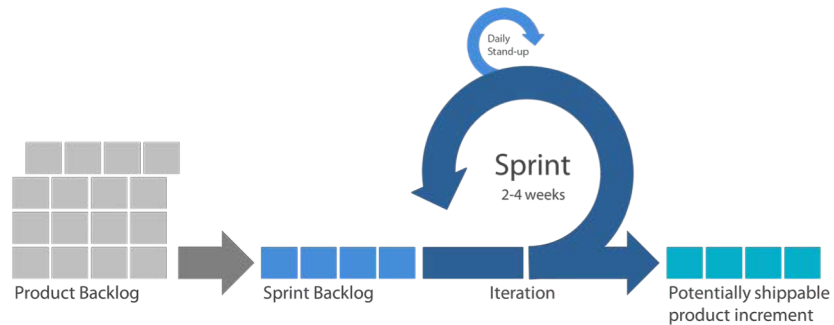 Daily
Stand-up
Sprint
2-4 weeks
Product Backlog
Sprint Backlog
Iteration
Potentially shippable
product increment